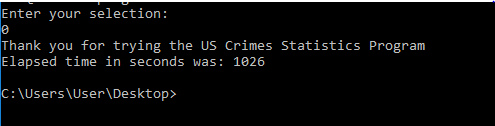 Enter your selection:
0
Thank you for trying the US Crimes Statistics Program
Elapsed time in seconds was: 1026
C:\Users\User\Desktop>